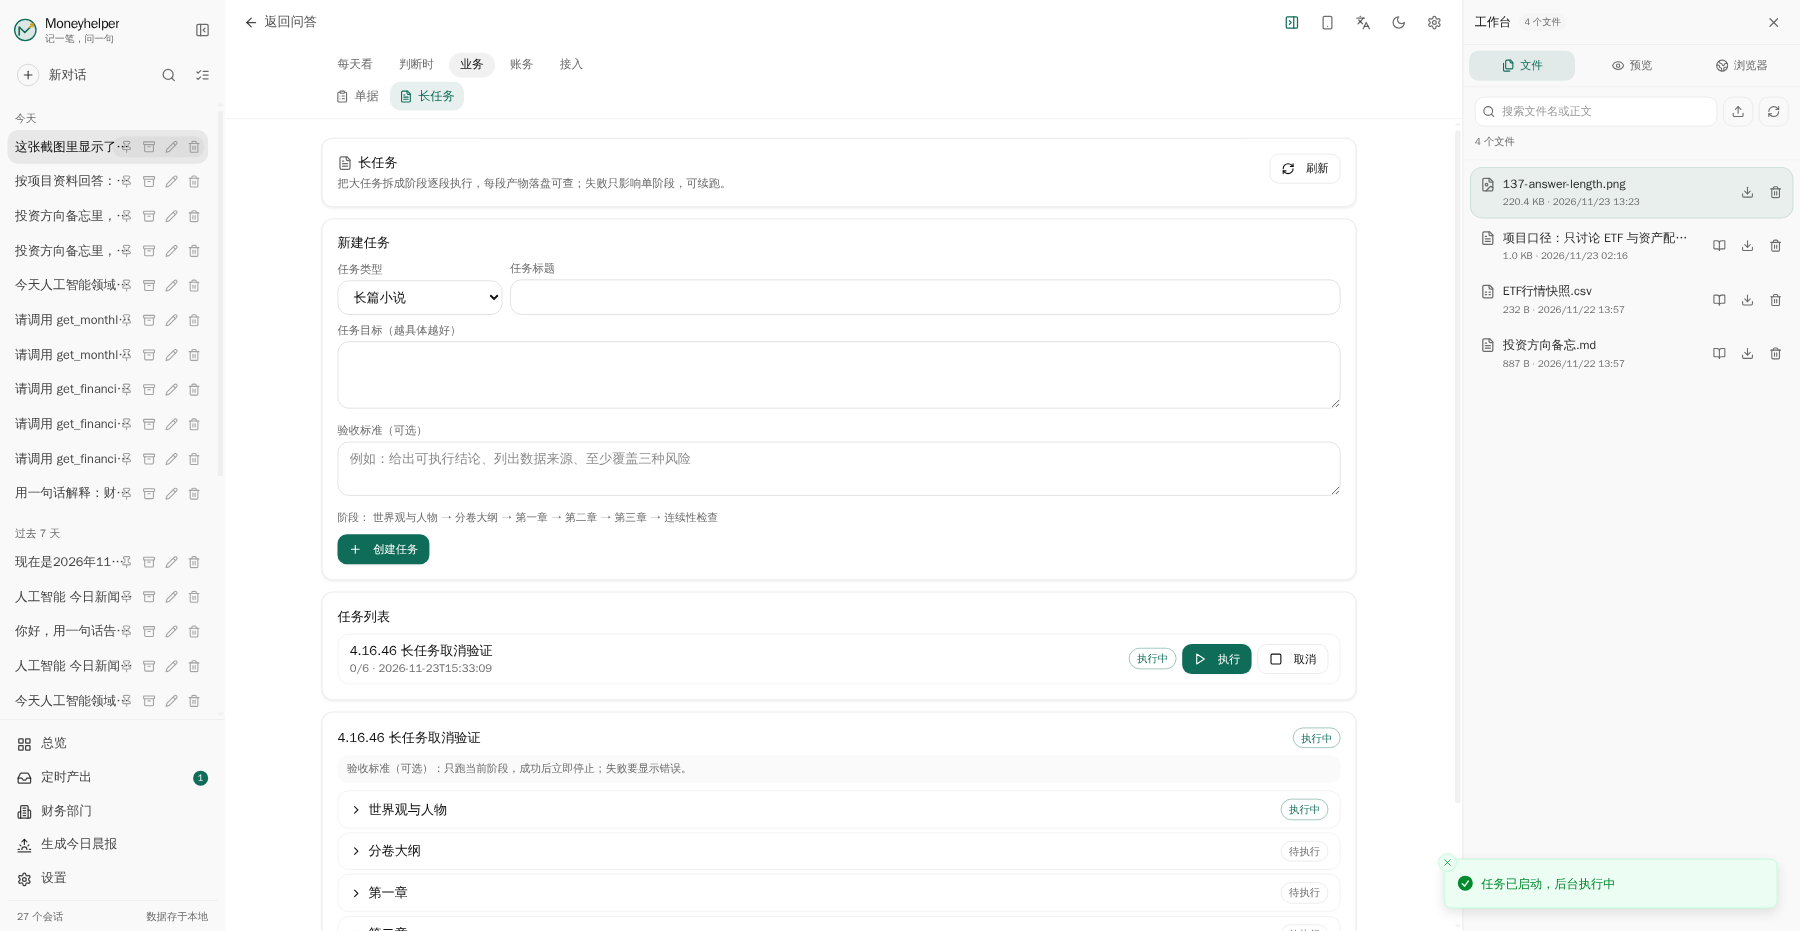 Moneyhelper
记一笔，问一句
新对话
今天
这张截图里显示了…
按项目资料回答：…
投资方向备忘里，…
投资方向备忘里，…
今天人工智能领域…
请调用 get_monthl…
请调用 get_monthl…
请调用 get_financi…
请调用 get_financi…
请调用 get_financi…
用一句话解释：财…
过去 7 天
现在是2026年11…
人工智能 今日新闻…
你好，用一句话告…
人工智能 今日新闻…
今天人工智能领域…
总览
定时产出 1
财务部门
生成今日晨报
设置
27 个会话 数据存于本地
返回问答
每天看 判断时 业务 账务 接入
单据 长任务
长任务
把大任务拆成阶段逐段执行，每段产物落盘可查；失败只影响单阶段，可续跑。
刷新
新建任务
任务类型 任务标题
长篇小说
任务目标（越具体越好）
验收标准（可选）
例如：给出可执行结论、列出数据来源、至少覆盖三种风险
阶段： 世界观与人物 → 分卷大纲 → 第一章 → 第二章 → 第三章 → 连续性检查
创建任务
任务列表
4.16.46 长任务取消验证
0/6 · 2026-11-23T15:33:09
执行中 执行 取消
4.16.46 长任务取消验证 执行中
验收标准（可选）：只跑当前阶段，成功后立即停止；失败要显示错误。
世界观与人物 执行中
分卷大纲 待执行
第一章 待执行
工作台 4 个文件
文件 预览 浏览器
搜索文件名或正文
4 个文件
137-answer-length.png
220.4 KB · 2026/11/23 13:23
项目口径：只讨论 ETF 与资产配…
1.0 KB · 2026/11/23 02:16
ETF行情快照.csv
232 B · 2026/11/22 13:57
投资方向备忘.md
887 B · 2026/11/22 13:57
任务已启动，后台执行中